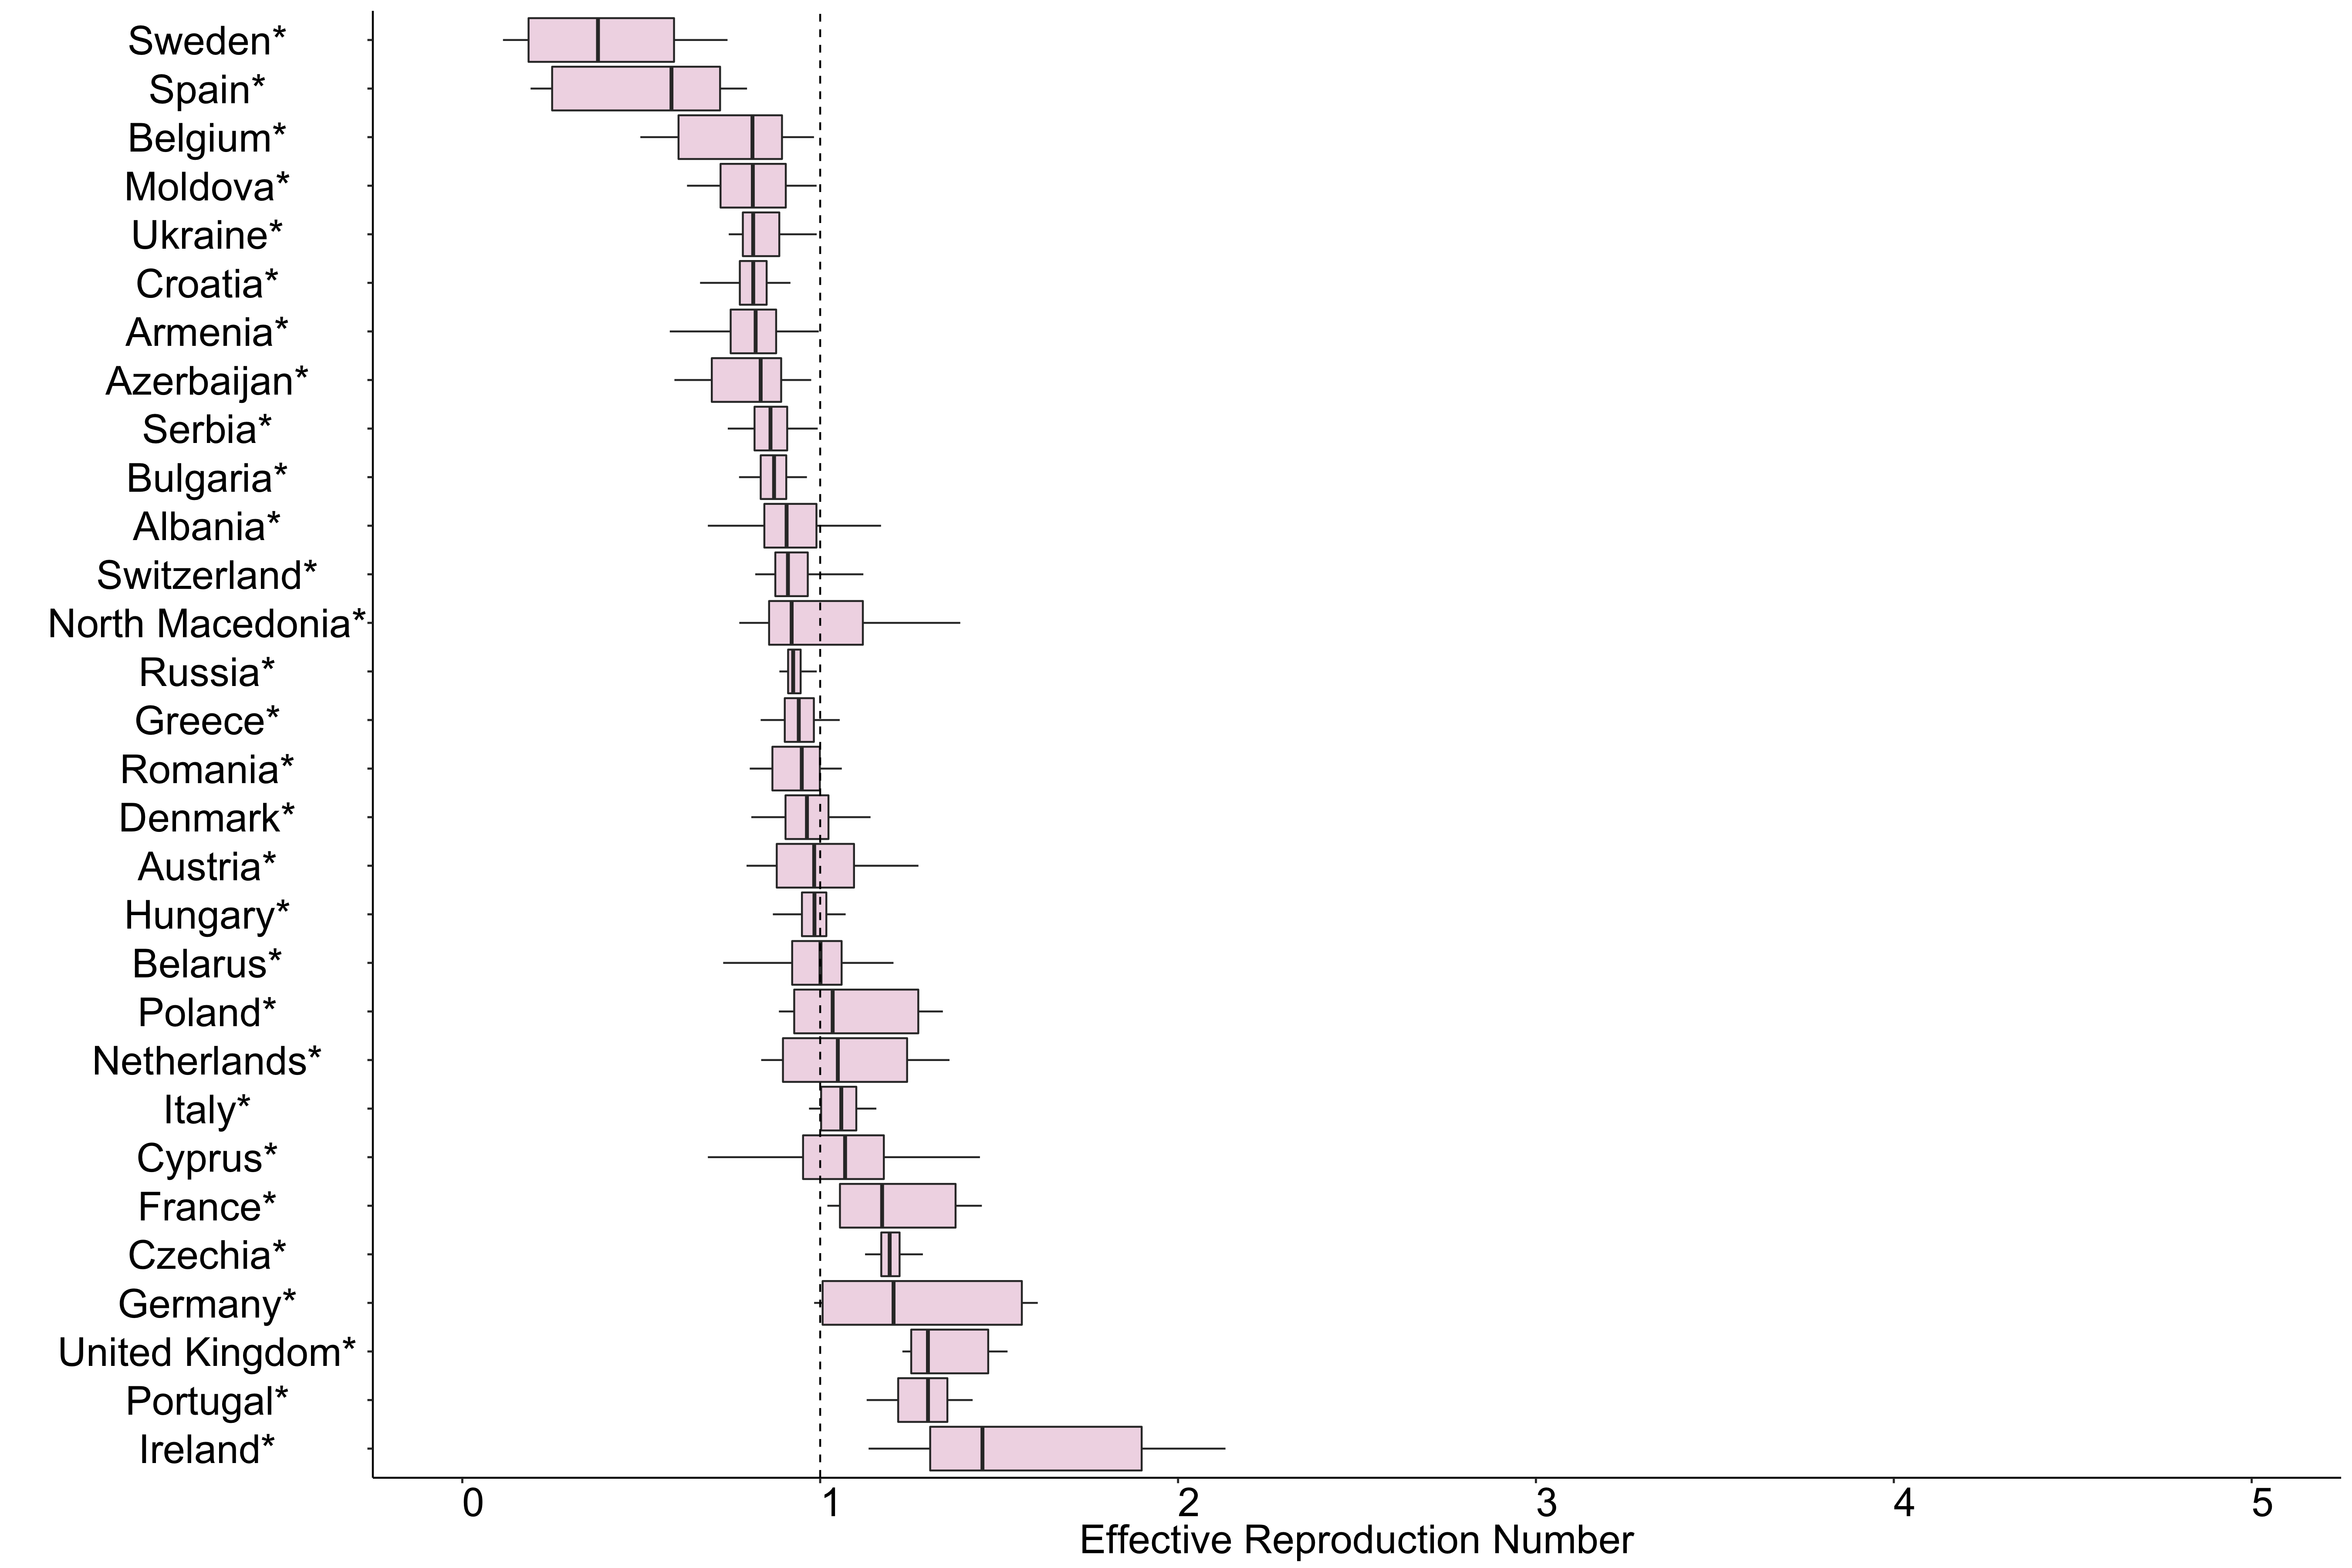 Sweden*
Spain*
Belgium*
Moldova*
Ukraine*
Croatia*
Armenia*
Azerbaijan*
Serbia*
Bulgaria*
Albania*
Switzerland*
North Macedonia*
Russia*
Greece*
Romania*
Denmark*
Austria*
Hungary*
Belarus*
Poland*
Netherlands*
Italy*
Cyprus*
France*
Czechia*
Germany*
United Kingdom*
Portugal*
Ireland*
0 1 2 3 4 5
Effective Reproduction Number